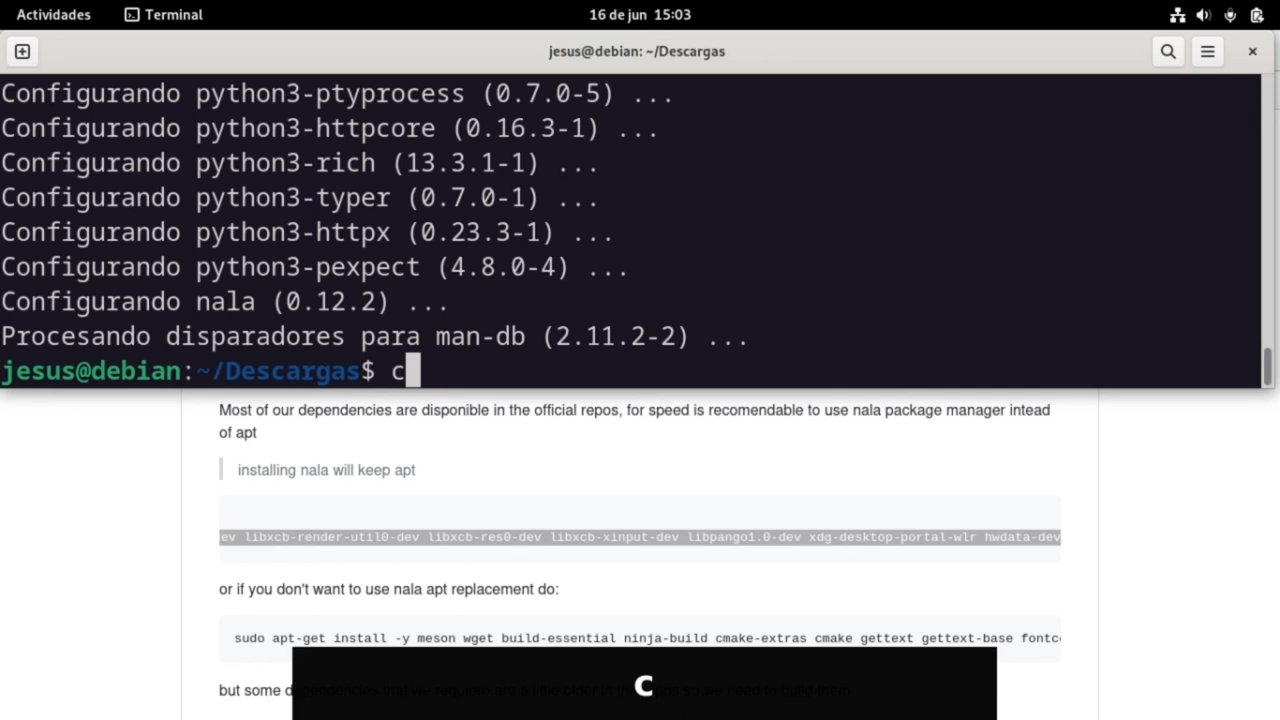 Actividades
Terminal
16 de jun 15:03
jesus@debian: ~/Descargas
Configurando python3-ptyprocess (0.7.0-5) ...
Configurando python3-httpcore (0.16.3-1) ...
Configurando python3-rich (13.3.1-1) ...
Configurando python3-typer (0.7.0-1) ...
Configurando python3-httpx (0.23.3-1) ...
Configurando python3-pexpect (4.8.0-4) ...
Configurando nala (0.12.2) ...
Procesando disparadores para man-db (2.11.2-2) ...
jesus@debian:~/Descargas$ c
Most of our dependencies are disponible in the official repos, for speed is recomendable to use nala package manager intead
of apt
installing nala will keep apt
ev libxcb-render-util0-dev libxcb-res0-dev libxcb-xinput-dev libpango1.0-dev xdg-desktop-portal-wlr hwdata-dev
or if you don't want to use nala apt replacement do:
sudo apt-get install -y meson wget build-essential ninja-build cmake-extras cmake gettext gettext-base fontc
but some
c